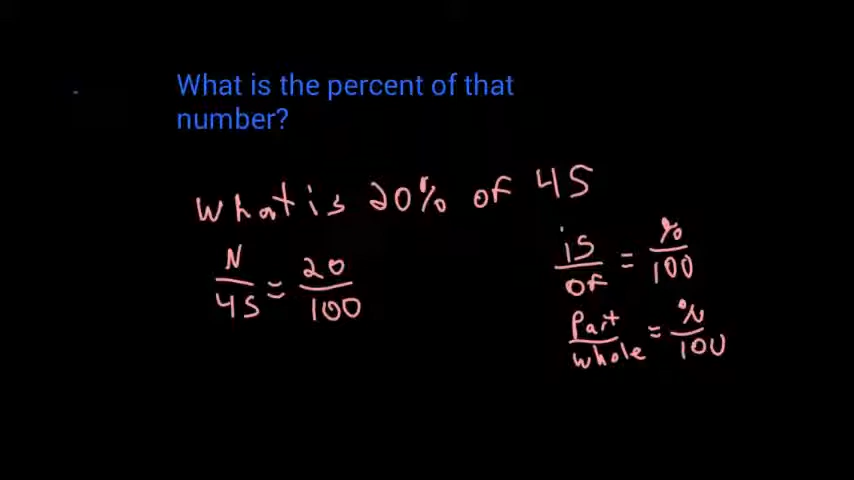 What is the percent of that
number?
What is 20% of 45
N/45 = 20/100
is/of = %/100
Part/whole = %/100